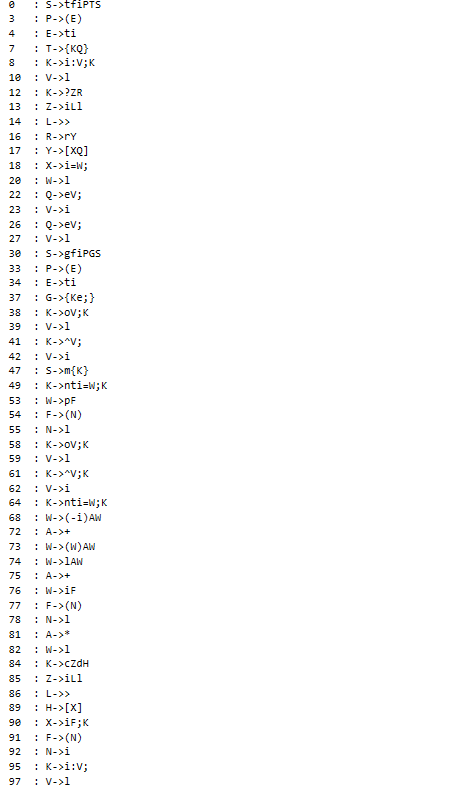 0 : S->tfiPTS
3 : P->(E)
4 : E->ti
7 : T->{KQ}
8 : K->i:V;K
10 : V->l
12 : K->?ZR
13 : Z->iLl
14 : L->>
16 : R->rY
17 : Y->[XQ]
18 : X->i=W;
20 : W->l
22 : Q->eV;
23 : V->i
26 : Q->eV;
27 : V->l
30 : S->gfiPGS
33 : P->(E)
34 : E->ti
37 : G->{Ke;}
38 : K->oV;K
39 : V->l
41 : K->^V;
42 : V->i
47 : S->m{K}
49 : K->nti=W;K
53 : W->pF
54 : F->(N)
55 : N->l
58 : K->oV;K
59 : V->l
61 : K->^V;K
62 : V->i
64 : K->nti=W;K
68 : W->(-i)AW
72 : A->+
73 : W->(W)AW
74 : W->lAW
75 : A->+
76 : W->iF
77 : F->(N)
78 : N->l
81 : A->*
82 : W->l
84 : K->cZdH
85 : Z->iLl
86 : L->>
89 : H->[X]
90 : X->iF;K
91 : F->(N)
92 : N->i
95 : K->i:V;
97 : V->l